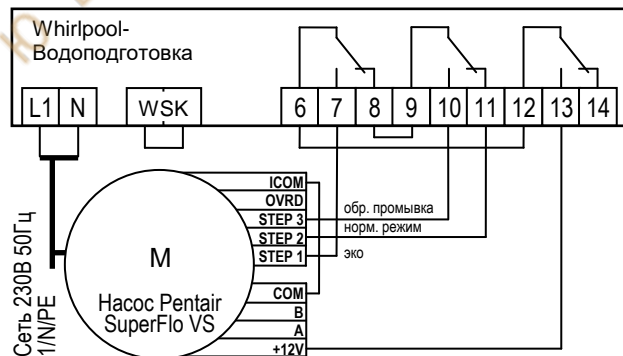 Whirlpool-
Водоподготовка
L1 N WSK 6 7 8 9 10 11 12 13 14
ICOM
OVRD
STEP 3 обр. промывка
STEP 2 норм. режим
STEP 1 эко
M
Насос Pentair
SuperFlo VS
COM
B
A
+12V
Сеть 230В 50Гц
1/N/PE